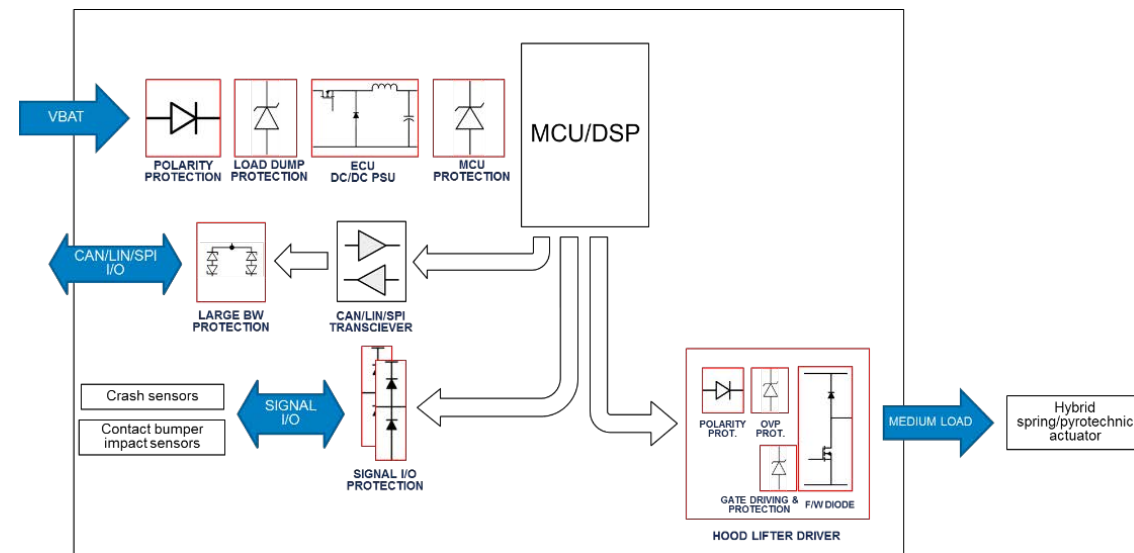 VBAT
POLARITY
PROTECTION
LOAD DUMP
PROTECTION
ECU
DC/DC PSU
MCU
PROTECTION
MCU/DSP
CAN/LIN/SPI
I/O
LARGE BW
PROTECTION
CAN/LIN/SPI
TRANSCIEVER
Crash sensors
Contact bumper
impact sensors
SIGNAL
I/O
SIGNAL I/O
PROTECTION
POLARITY
PROT.
OVP
PROT.
GATE DRIVING &
PROTECTION
F/W DIODE
HOOD LIFTER DRIVER
MEDIUM LOAD
Hybrid
spring/pyrotechnic
actuator